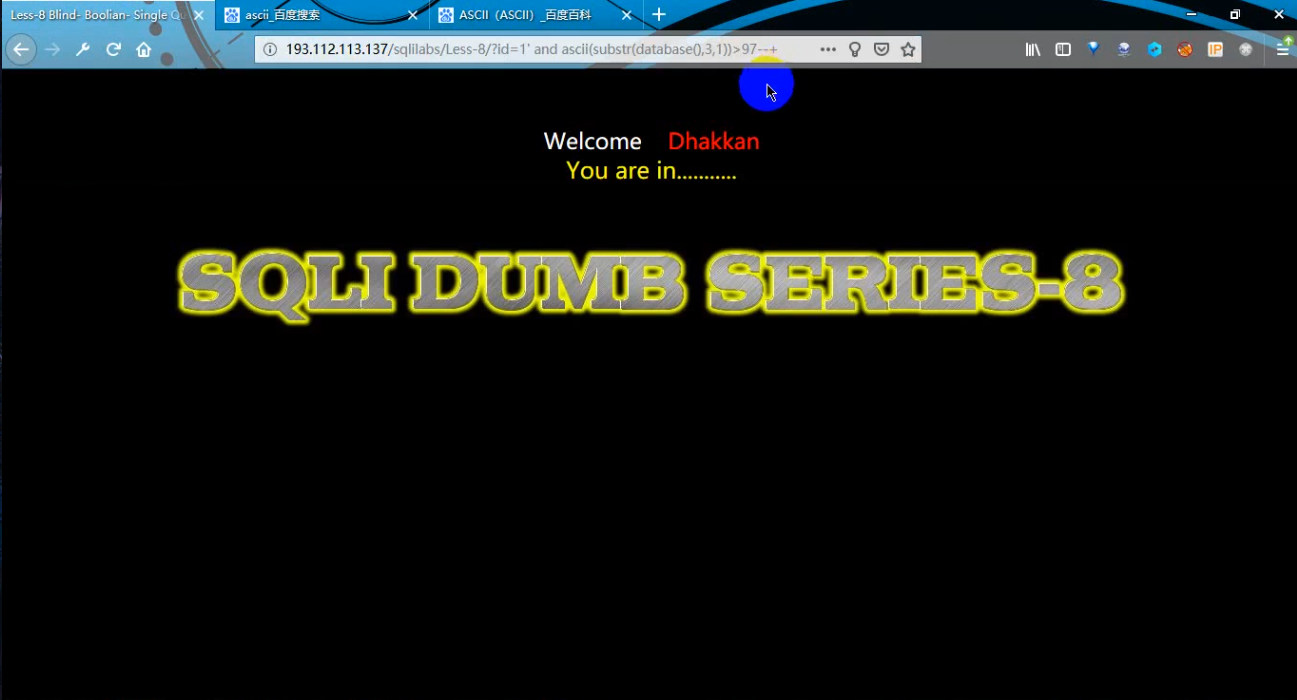 Less-8 Blind- Boolian- Single Qu
ascii_百度搜索
ASCII（ASCII）_百度百科
193.112.113.137/sqlilabs/Less-8/?id=1' and ascii(substr(database(),3,1))>97--+
IP
Welcome Dhakkan
You are in...........
SQLI DUMB SERIES-8